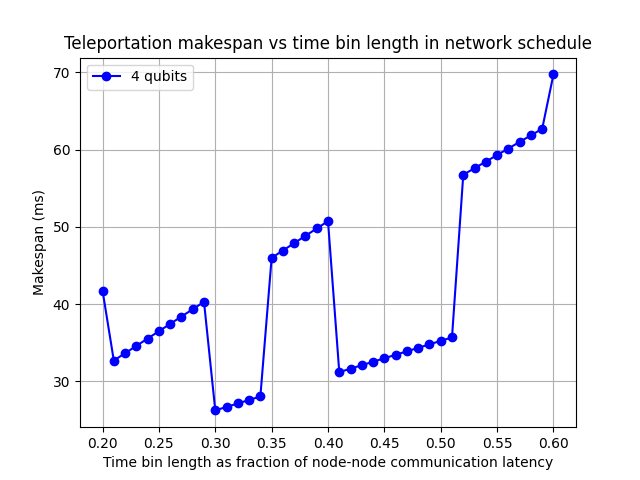 Teleportation makespan vs time bin length in network schedule
4 qubits
70
60
50
40
30
Makespan (ms)
0.20 0.25 0.30 0.35 0.40 0.45 0.50 0.55 0.60
Time bin length as fraction of node-node communication latency